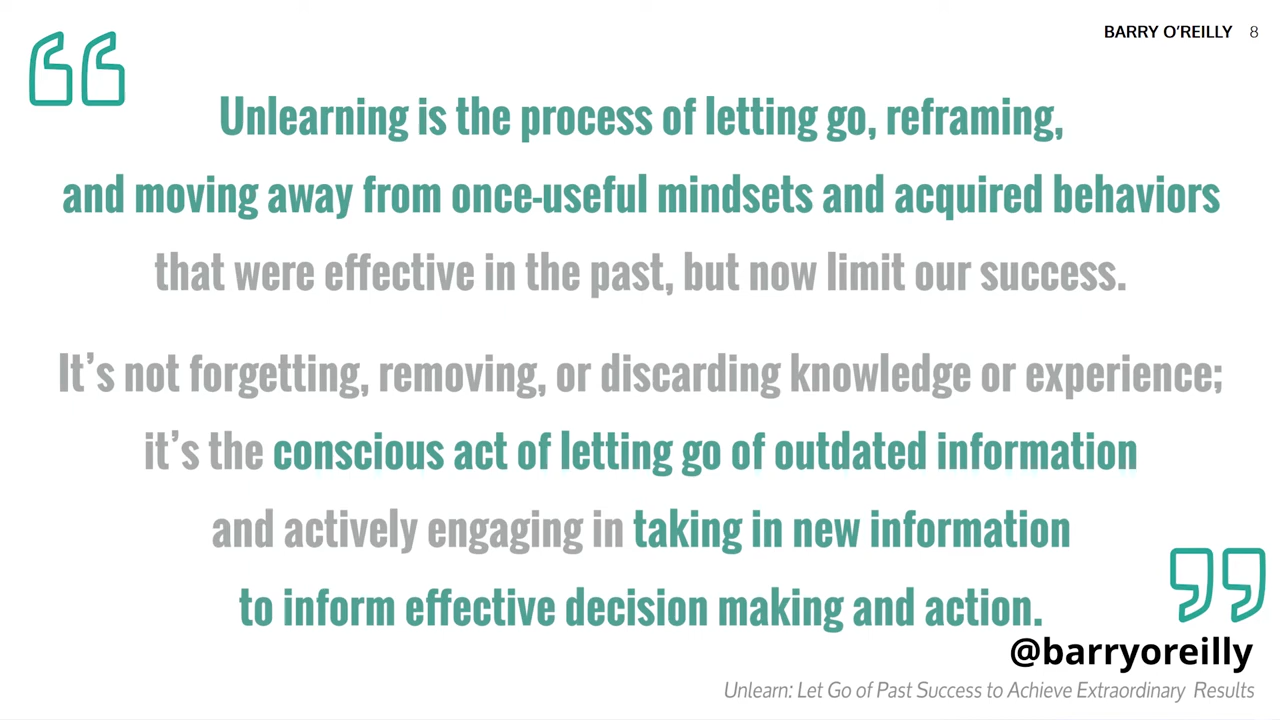 BARRY O’REILLY 8
Unlearning is the process of letting go, reframing,
and moving away from once-useful mindsets and acquired behaviors
that were effective in the past, but now limit our success.
It’s not forgetting, removing, or discarding knowledge or experience;
it’s the conscious act of letting go of outdated information
and actively engaging in taking in new information
to inform effective decision making and action.
@barryoreilly
Unlearn: Let Go of Past Success to Achieve Extraordinary Results